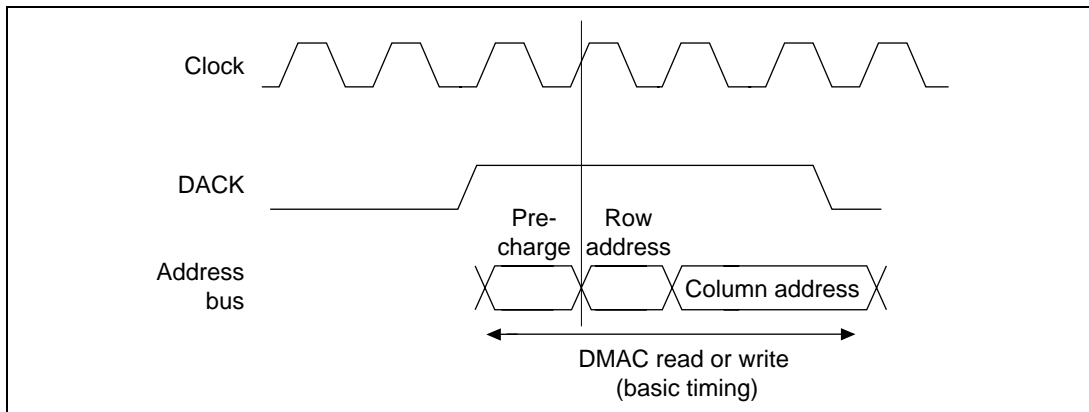 Clock
DACK
Pre-
charge
Row
address
Address
bus
Column address
DMAC read or write
(basic timing)